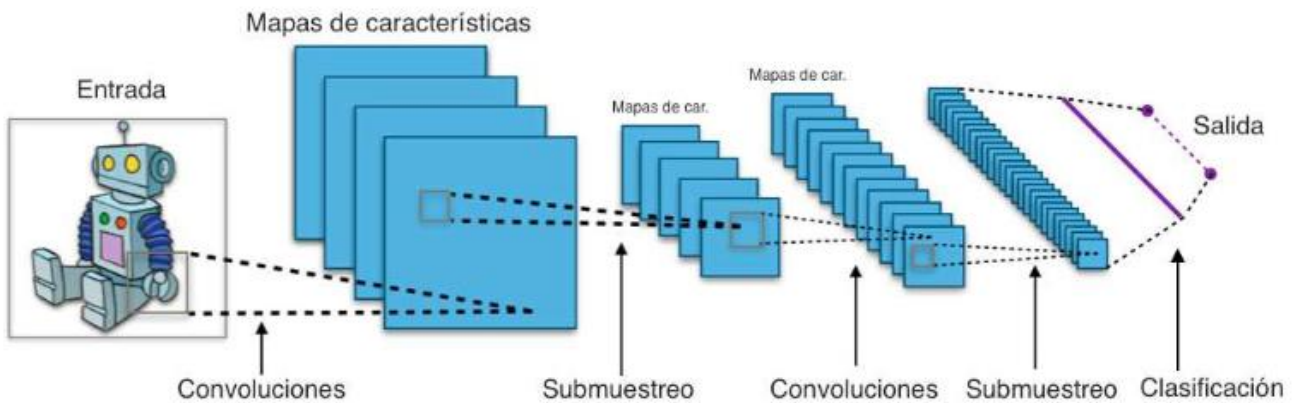 Mapas de características
Entrada
Mapas de car.
Mapas de car.
Salida
Convoluciones
Submuestreo
Convoluciones
Submuestreo
Clasificación